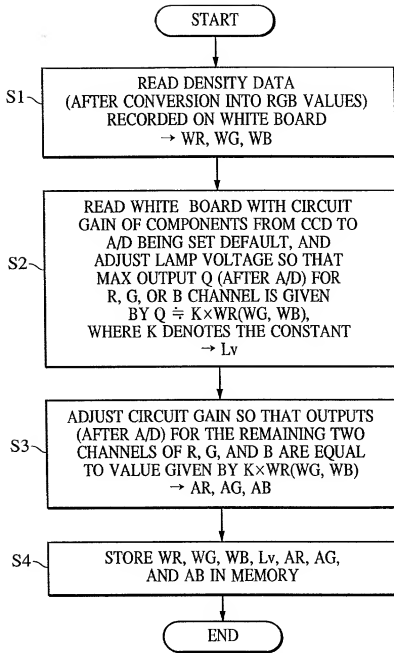 START
S1
READ DENSITY DATA
(AFTER CONVERSION INTO RGB VALUES)
RECORDED ON WHITE BOARD
→ WR, WG, WB
S2
READ WHITE BOARD WITH CIRCUIT
GAIN OF COMPONENTS FROM CCD TO
A/D BEING SET DEFAULT, AND
ADJUST LAMP VOLTAGE SO THAT
MAX OUTPUT Q (AFTER A/D) FOR
R, G, OR B CHANNEL IS GIVEN
BY Q ≒ K×WR(WG, WB),
WHERE K DENOTES THE CONSTANT
→ Lv
S3
ADJUST CIRCUIT GAIN SO THAT OUTPUTS
(AFTER A/D) FOR THE REMAINING TWO
CHANNELS OF R, G, AND B ARE EQUAL
TO VALUE GIVEN BY K×WR(WG, WB)
→ AR, AG, AB
S4
STORE WR, WG, WB, Lv, AR, AG,
AND AB IN MEMORY
END